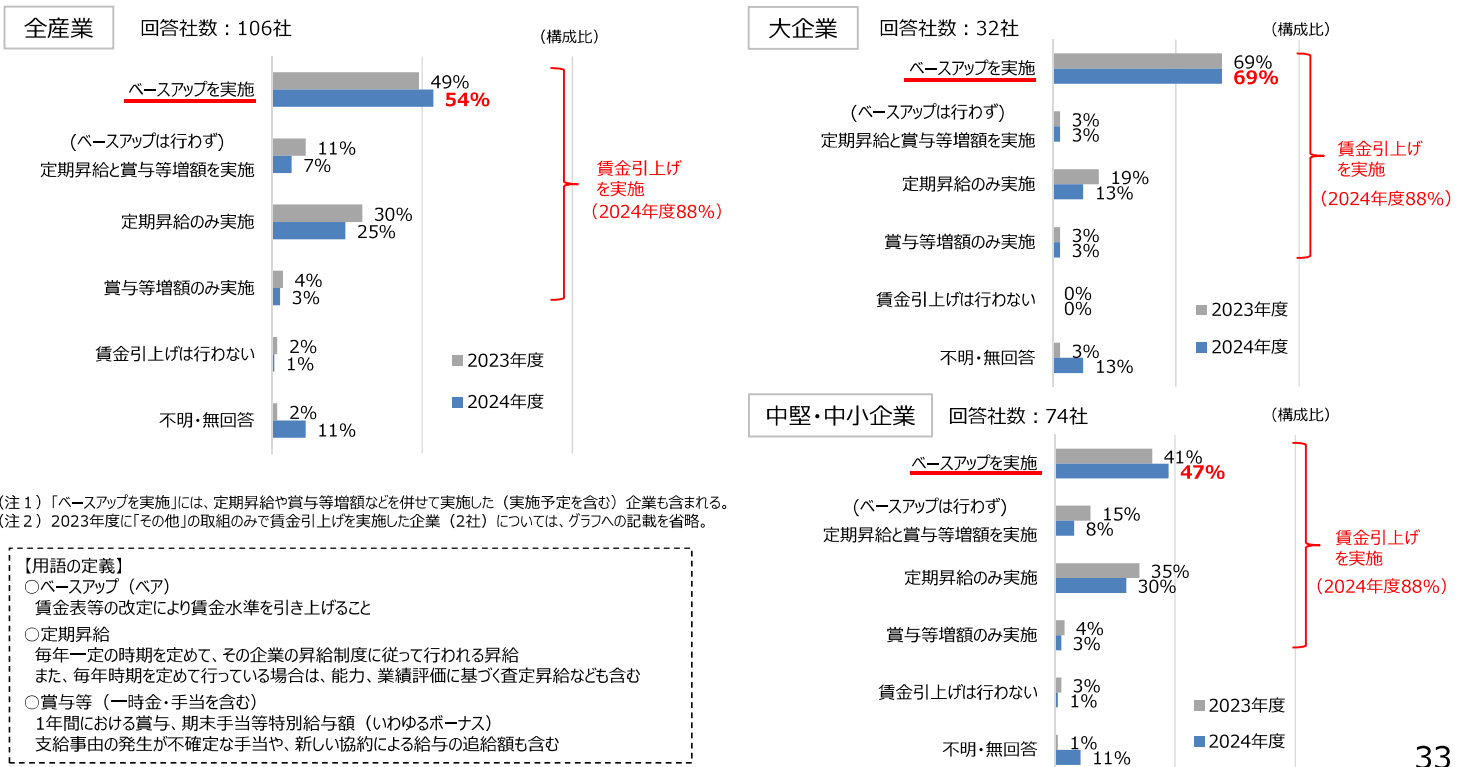 全産業
回答社数：106社
（構成比）
ベースアップを実施
49%
54%
(ベースアップは行わず)
定期昇給と賞与等増額を実施
11%
7%
定期昇給のみ実施
30%
25%
賞与等増額のみ実施
4%
3%
賃金引上げは行わない
2%
1%
不明・無回答
2%
11%
賃金引上げ
を実施
（2024年度88%）
2023年度
2024年度
大企業
回答社数：32社
（構成比）
ベースアップを実施
69%
69%
(ベースアップは行わず)
定期昇給と賞与等増額を実施
3%
3%
定期昇給のみ実施
19%
13%
賞与等増額のみ実施
3%
3%
賃金引上げは行わない
0%
0%
不明・無回答
3%
13%
賃金引上げ
を実施
（2024年度88%）
2023年度
2024年度
中堅・中小企業
回答社数：74社
（構成比）
ベースアップを実施
41%
47%
(ベースアップは行わず)
定期昇給と賞与等増額を実施
15%
8%
定期昇給のみ実施
35%
30%
賞与等増額のみ実施
4%
3%
賃金引上げは行わない
3%
1%
不明・無回答
1%
11%
賃金引上げ
を実施
（2024年度88%）
2023年度
2024年度
（注１）「ベースアップを実施」には、定期昇給や賞与等増額などを併せて実施した（実施予定を含む）企業も含まれる。
（注２）2023年度に「その他」の取組のみで賃金引上げを実施した企業（2社）については、グラフへの記載を省略。
【用語の定義】
○ベースアップ（ベア）
賃金表等の改定により賃金水準を引き上げること
○定期昇給
毎年一定の時期を定めて、その企業の昇給制度に従って行われる昇給
また、毎年時期を定めて行っている場合は、能力、業績評価に基づく査定昇給なども含む
○賞与等（一時金・手当を含む）
1年間における賞与、期末手当等特別給与額（いわゆるボーナス）
支給事由の発生が不確定な手当や、新しい協約による給与の追給額も含む
33